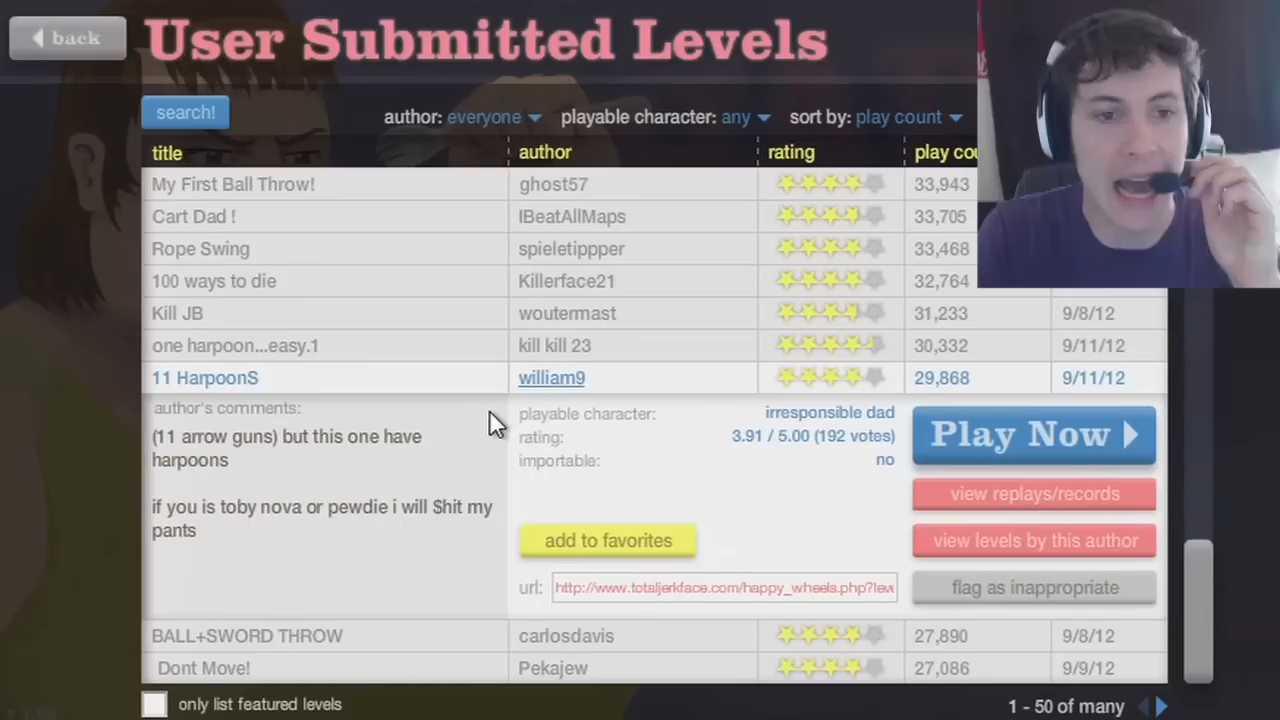 back
User Submitted Levels
search!
author: everyone playable character: any sort by: play count
title author rating play cou
My First Ball Throw! ghost57 33,943
Cart Dad ! IBeatAllMaps 33,705
Rope Swing spieletippper 33,468
100 ways to die Killerface21 32,764
Kill JB woutermast 31,233 9/8/12
one harpoon...easy.1 kill kill 23 30,332 9/11/12
11 HarpoonS william9 29,868 9/11/12
author's comments:
(11 arrow guns) but this one have
harpoons
if you is toby nova or pewdie i will $hit my
pants
playable character: irresponsible dad
rating: 3.91 / 5.00 (192 votes)
importable: no
add to favorites
url: http://www.totaljerkface.com/happy_wheels.php?leve
Play Now
view replays/records
view levels by this author
flag as inappropriate
BALL+SWORD THROW carlosdavis 27,890 9/8/12
Dont Move! Pekajew 27,086 9/9/12
only list featured levels 1 - 50 of many